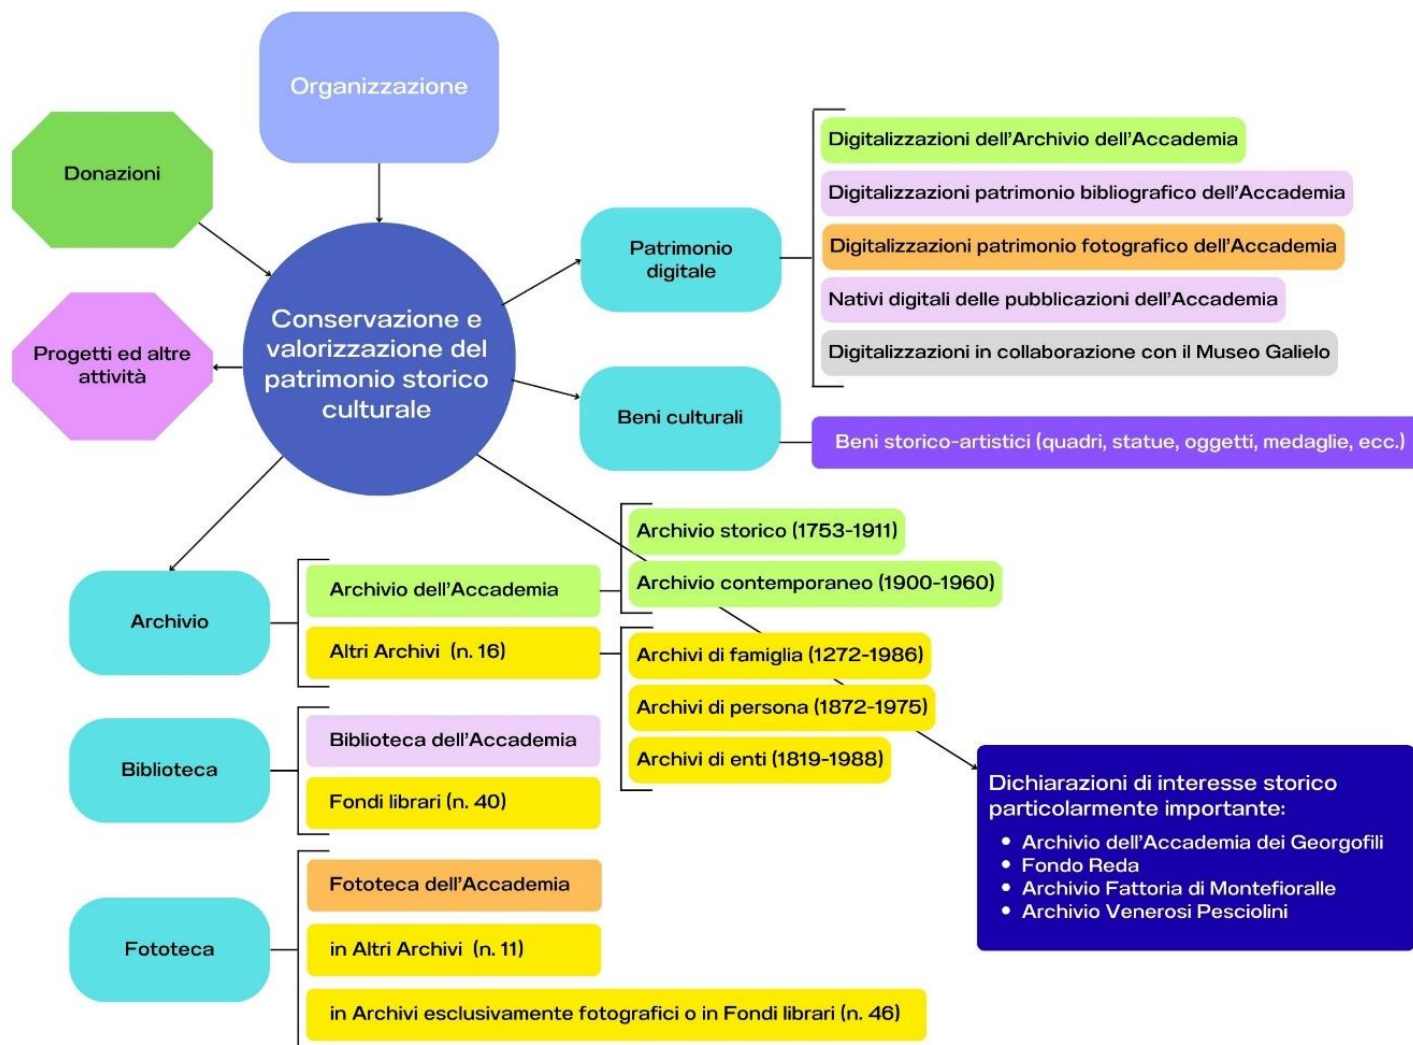 Organizzazione
Donazioni
Progetti ed altre
attività
Conservazione e
valorizzazione del
patrimonio storico
culturale
Patrimonio
digitale
Digitalizzazioni dell'Archivio dell'Accademia
Digitalizzazioni patrimonio bibliografico dell'Accademia
Digitalizzazioni patrimonio fotografico dell'Accademia
Nativi digitali delle pubblicazioni dell'Accademia
Digitalizzazioni in collaborazione con il Museo Galielo
Beni culturali
Beni storico-artistici (quadri, statue, oggetti, medaglie, ecc.)
Archivio
Archivio dell'Accademia
Archivio storico (1753-1911)
Archivio contemporaneo (1900-1960)
Altri Archivi (n. 16)
Archivi di famiglia (1272-1986)
Archivi di persona (1872-1975)
Archivi di enti (1819-1988)
Biblioteca
Biblioteca dell'Accademia
Fondi librari (n. 40)
Fototeca
Fototeca dell'Accademia
in Altri Archivi (n. 11)
in Archivi esclusivamente fotografici o in Fondi librari (n. 46)
Dichiarazioni di interesse storico
particolarmente importante:
• Archivio dell'Accademia dei Georgofili
• Fondo Reda
• Archivio Fattoria di Montefioralle
• Archivio Venerosi Pesciolini